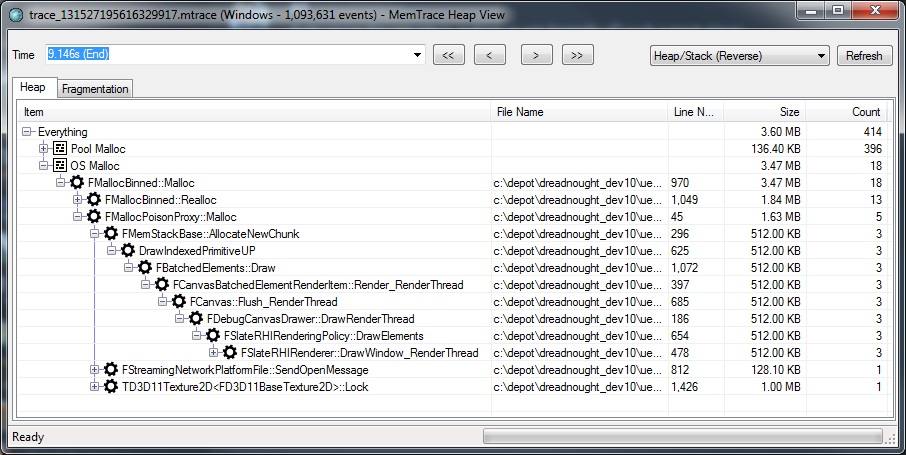 trace_131527195616329917.mtrace (Windows - 1,093,631 events) - MemTrace Heap View
Time 9.146s (End) << < > >> Heap/Stack (Reverse) Refresh
Heap Fragmentation
Item File Name Line N... Size Count
Everything 3.60 MB 414
Pool Malloc 136.40 KB 396
OS Malloc 3.47 MB 18
FMallocBinned::Malloc c:\depot\dreadnought_dev10\ue... 970 3.47 MB 18
FMallocBinned::Realloc c:\depot\dreadnought_dev10\ue... 1,049 1.84 MB 13
FMallocPoisonProxy::Malloc c:\depot\dreadnought_dev10\ue... 45 1.63 MB 5
FMemStackBase::AllocateNewChunk c:\depot\dreadnought_dev10\ue... 296 512.00 KB 3
DrawIndexedPrimitiveUP c:\depot\dreadnought_dev10\ue... 625 512.00 KB 3
FBatchedElements::Draw c:\depot\dreadnought_dev10\ue... 1,072 512.00 KB 3
FCanvasBatchedElementRenderItem::Render_RenderThread c:\depot\dreadnought_dev10\ue... 397 512.00 KB 3
FCanvas::Flush_RenderThread c:\depot\dreadnought_dev10\ue... 685 512.00 KB 3
FDebugCanvasDrawer::DrawRenderThread c:\depot\dreadnought_dev10\ue... 186 512.00 KB 3
FSlateRHIRenderingPolicy::DrawElements c:\depot\dreadnought_dev10\ue... 654 512.00 KB 3
FSlateRHIRenderer::DrawWindow_RenderThread c:\depot\dreadnought_dev10\ue... 478 512.00 KB 3
FStreamingNetworkPlatformFile::SendOpenMessage c:\depot\dreadnought_dev10\ue... 812 128.10 KB 1
TD3D11Texture2D<FD3D11BaseTexture2D>::Lock c:\depot\dreadnought_dev10\ue... 1,426 1.00 MB 1
Ready